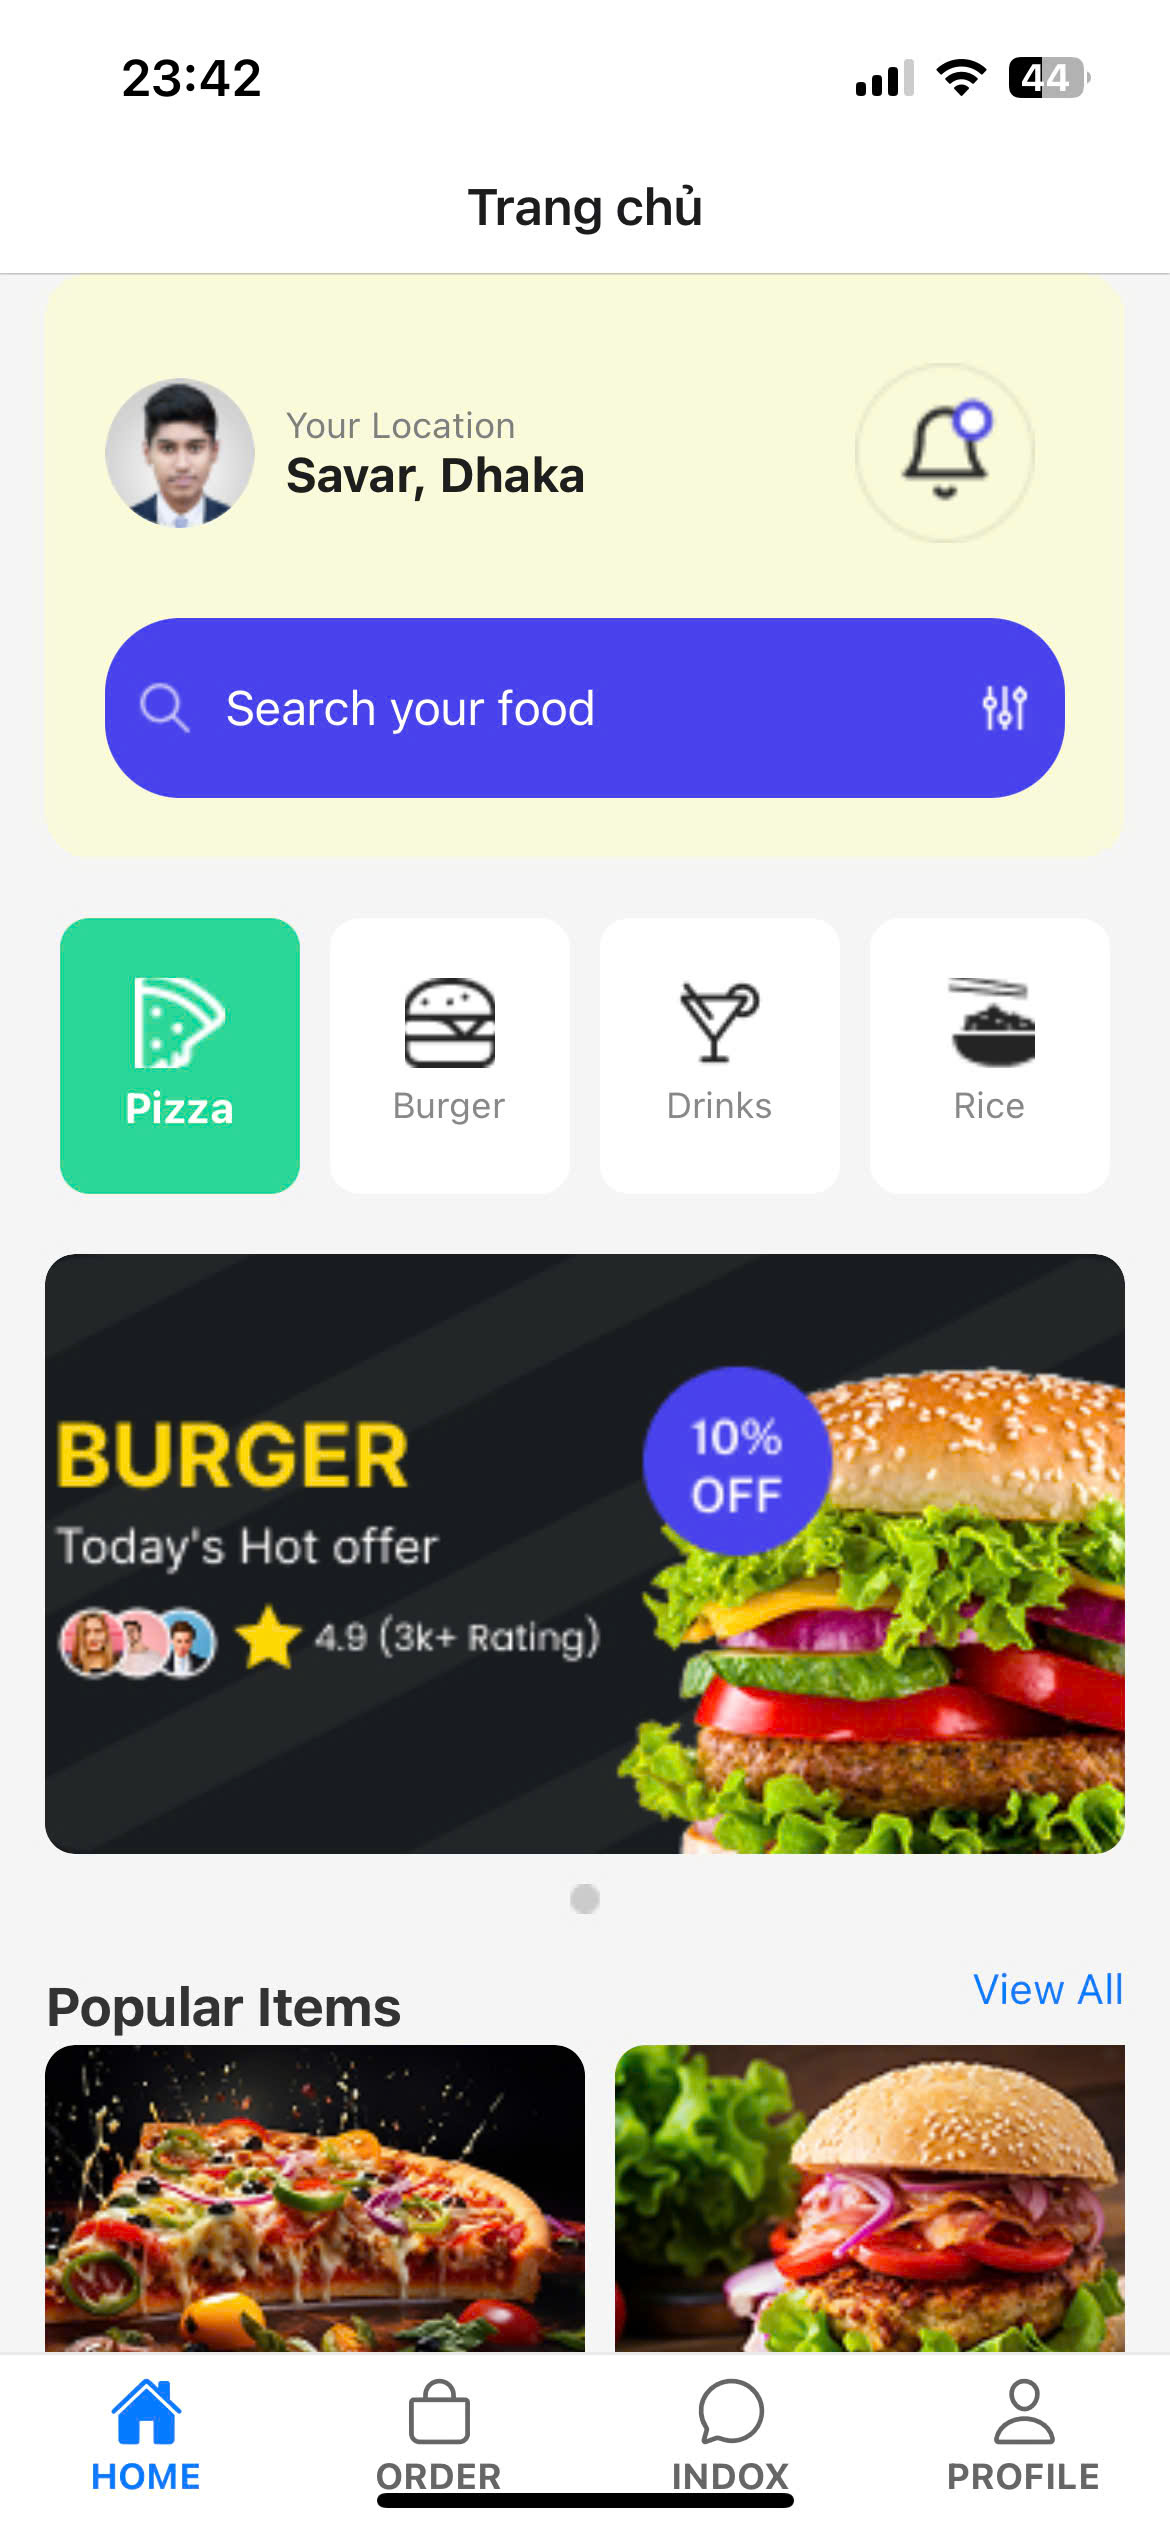 23:42
44
Trang chủ
Your Location
Savar, Dhaka
Search your food
Pizza
Burger
Drinks
Rice
BURGER
10%
OFF
Today's Hot offer
4.9 (3k+ Rating)
Popular Items
View All
HOME
ORDER
INDOX
PROFILE